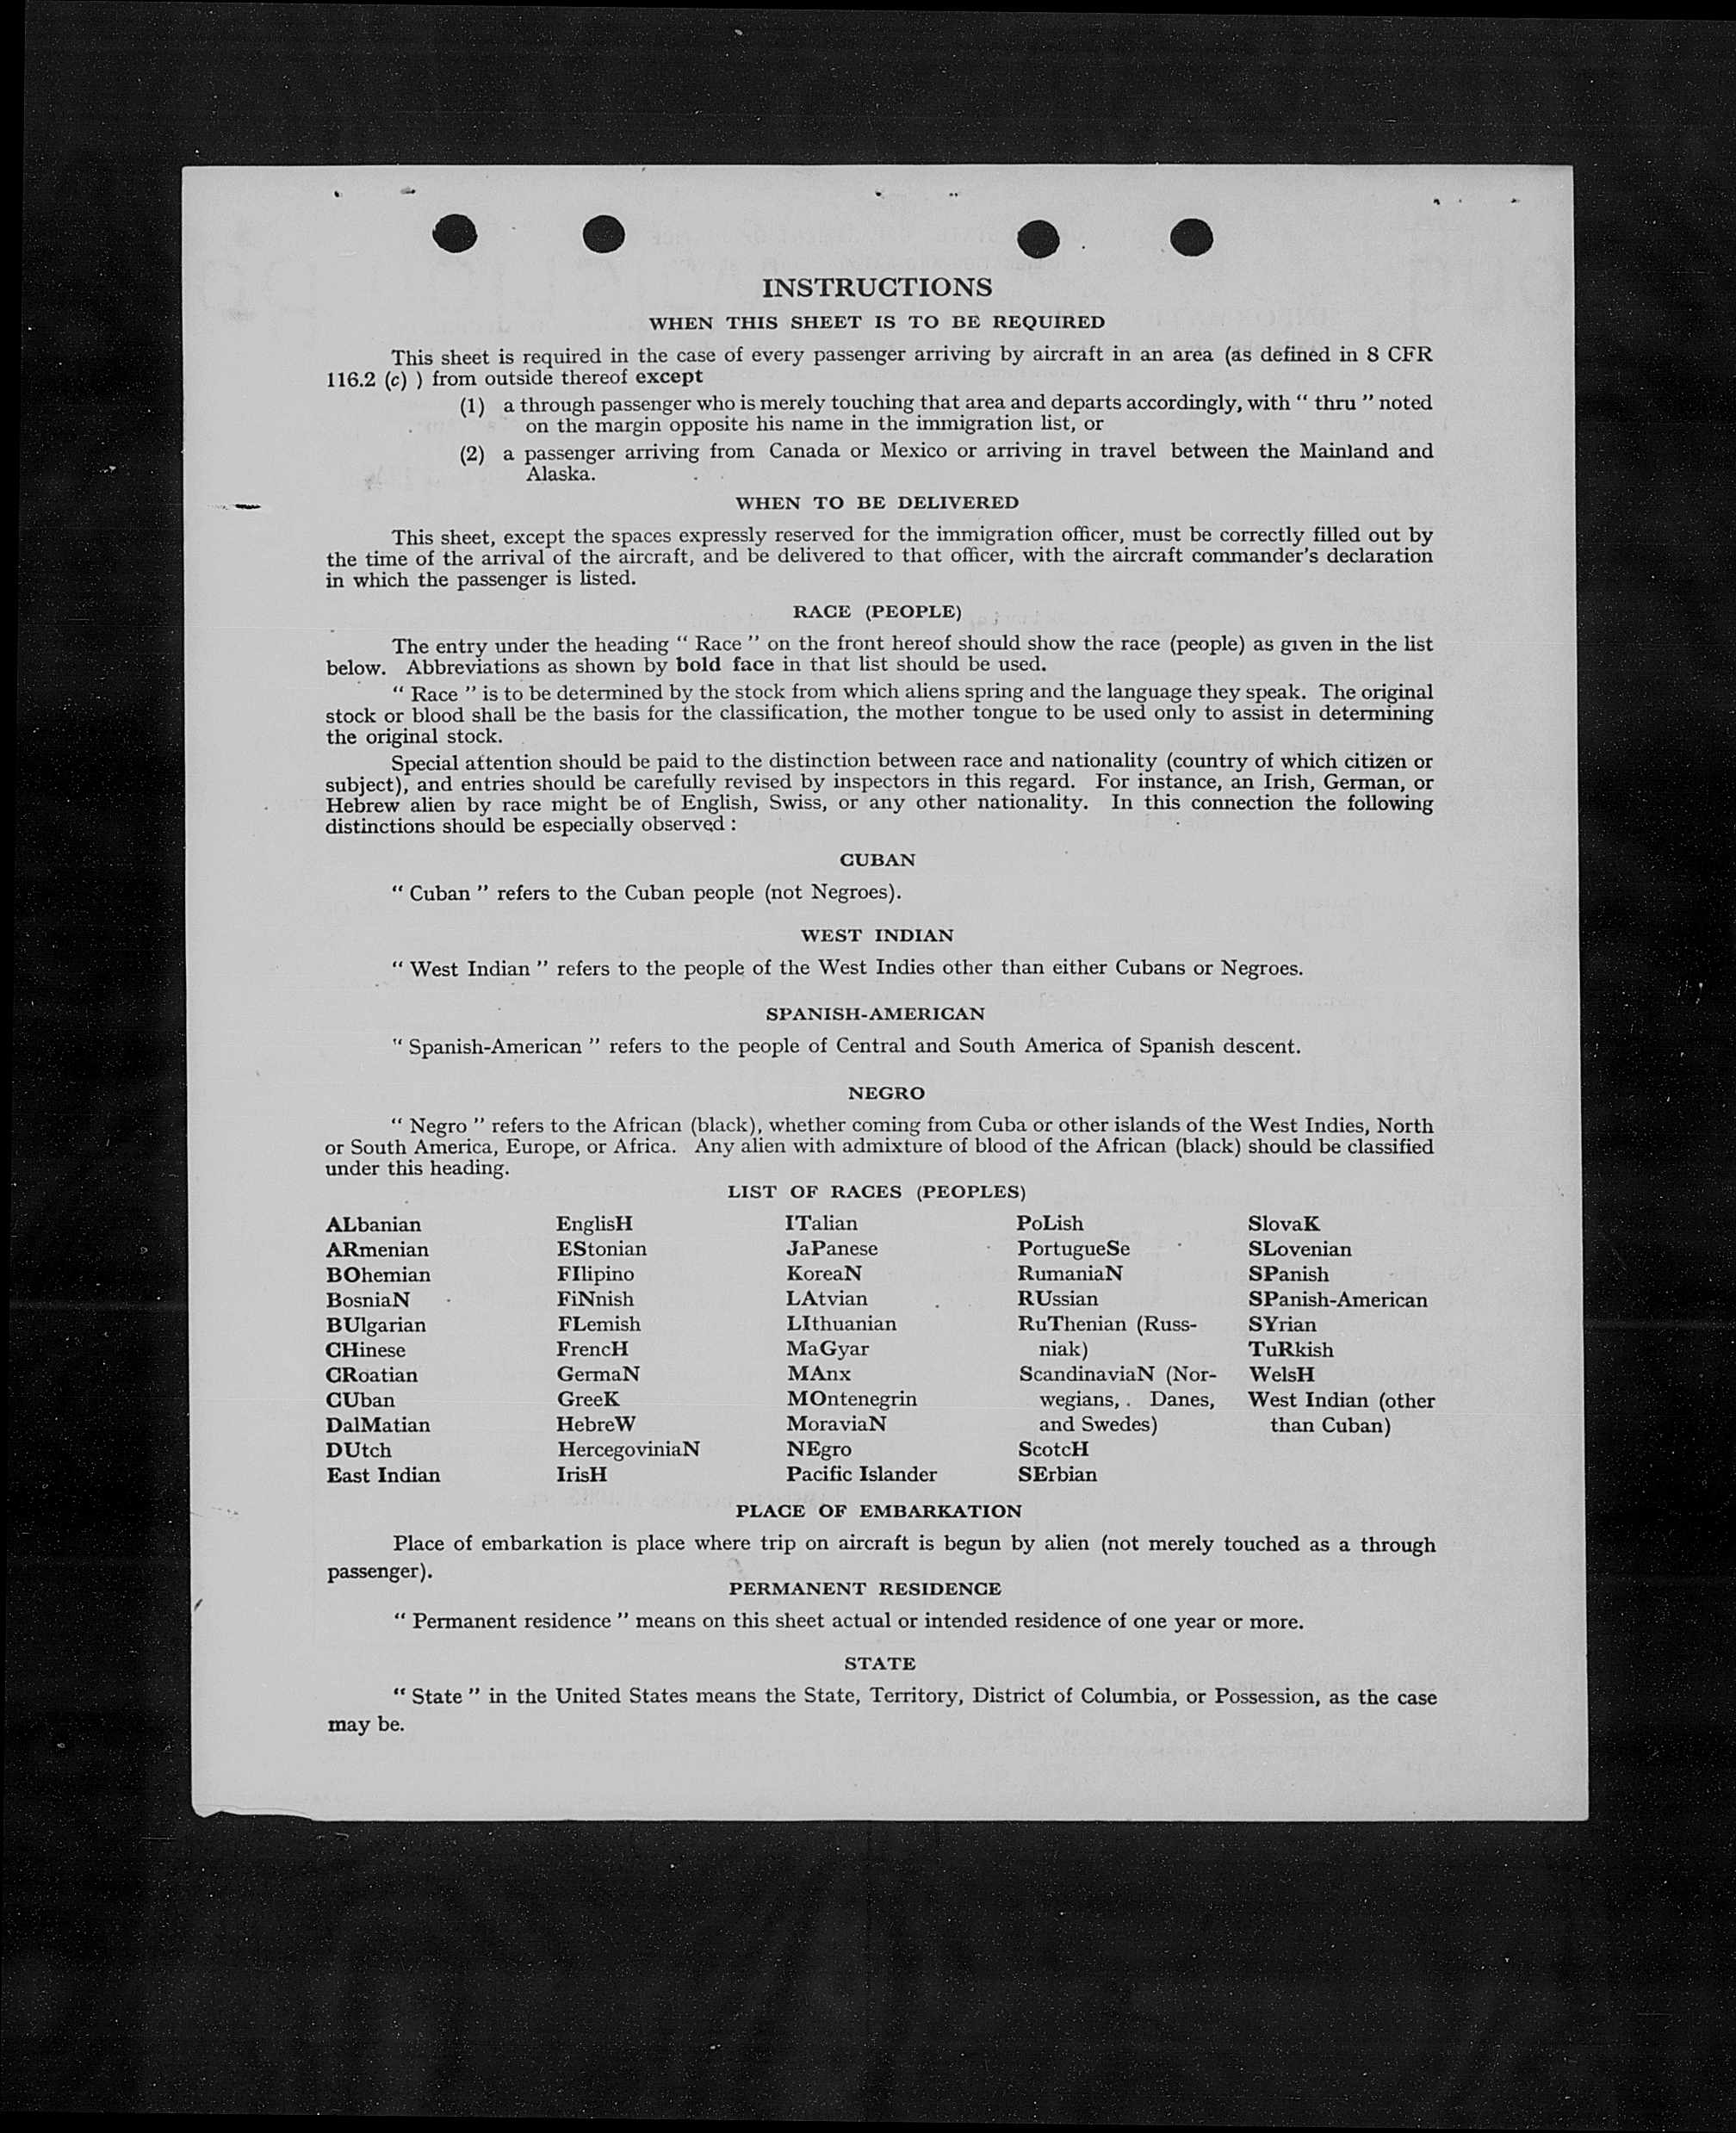 INSTRUCTIONS
WHEN THIS SHEET IS TO BE REQUIRED
This sheet is required in the case of every passenger arriving by aircraft in an area (as defined in 8 CFR
116.2 (c) ) from outside thereof except
(1) a through passenger who is merely touching that area and departs accordingly, with “ thru ” noted
on the margin opposite his name in the immigration list, or
(2) a passenger arriving from Canada or Mexico or arriving in travel between the Mainland and
Alaska.
WHEN TO BE DELIVERED
This sheet, except the spaces expressly reserved for the immigration officer, must be correctly filled out by
the time of the arrival of the aircraft, and be delivered to that officer, with the aircraft commander's declaration
in which the passenger is listed.
RACE (PEOPLE)
The entry under the heading “ Race ” on the front hereof should show the race (people) as given in the list
below. Abbreviations as shown by bold face in that list should be used.
“ Race ” is to be determined by the stock from which aliens spring and the language they speak. The original
stock or blood shall be the basis for the classification, the mother tongue to be used only to assist in determining
the original stock.
Special attention should be paid to the distinction between race and nationality (country of which citizen or
subject), and entries should be carefully revised by inspectors in this regard. For instance, an Irish, German, or
Hebrew alien by race might be of English, Swiss, or any other nationality. In this connection the following
distinctions should be especially observed :
CUBAN
“ Cuban ” refers to the Cuban people (not Negroes).
WEST INDIAN
“ West Indian ” refers to the people of the West Indies other than either Cubans or Negroes.
SPANISH-AMERICAN
“ Spanish-American ” refers to the people of Central and South America of Spanish descent.
NEGRO
“ Negro ” refers to the African (black), whether coming from Cuba or other islands of the West Indies, North
or South America, Europe, or Africa. Any alien with admixture of blood of the African (black) should be classified
under this heading.
LIST OF RACES (PEOPLES)
ALbanian
ARmenian
BOhemian
BosniaN
BUlgarian
CHinese
CRoatian
CUban
DalMatian
DUtch
East Indian
EnglisH
EStonian
FIlipino
FiNnish
FLemish
FrencH
GermaN
GreeK
HebreW
HercegoviniaN
IrisH
ITalian
JaPanese
KoreaN
LAtvian
LIthuanian
MaGyar
MAnx
MOntenegrin
MoraviaN
NEgro
Pacific Islander
PoLish
PortugueSe
RumaniaN
RUssian
RuThenian (Russ-
niak)
ScandinaviaN (Nor-
wegians, Danes,
and Swedes)
ScotcH
SErbian
SlovaK
SLovenian
SPanish
SPanish-American
SYrian
TuRkish
WelsH
West Indian (other
than Cuban)
PLACE OF EMBARKATION
Place of embarkation is place where trip on aircraft is begun by alien (not merely touched as a through
passenger).
PERMANENT RESIDENCE
“ Permanent residence ” means on this sheet actual or intended residence of one year or more.
STATE
“ State ” in the United States means the State, Territory, District of Columbia, or Possession, as the case
may be.